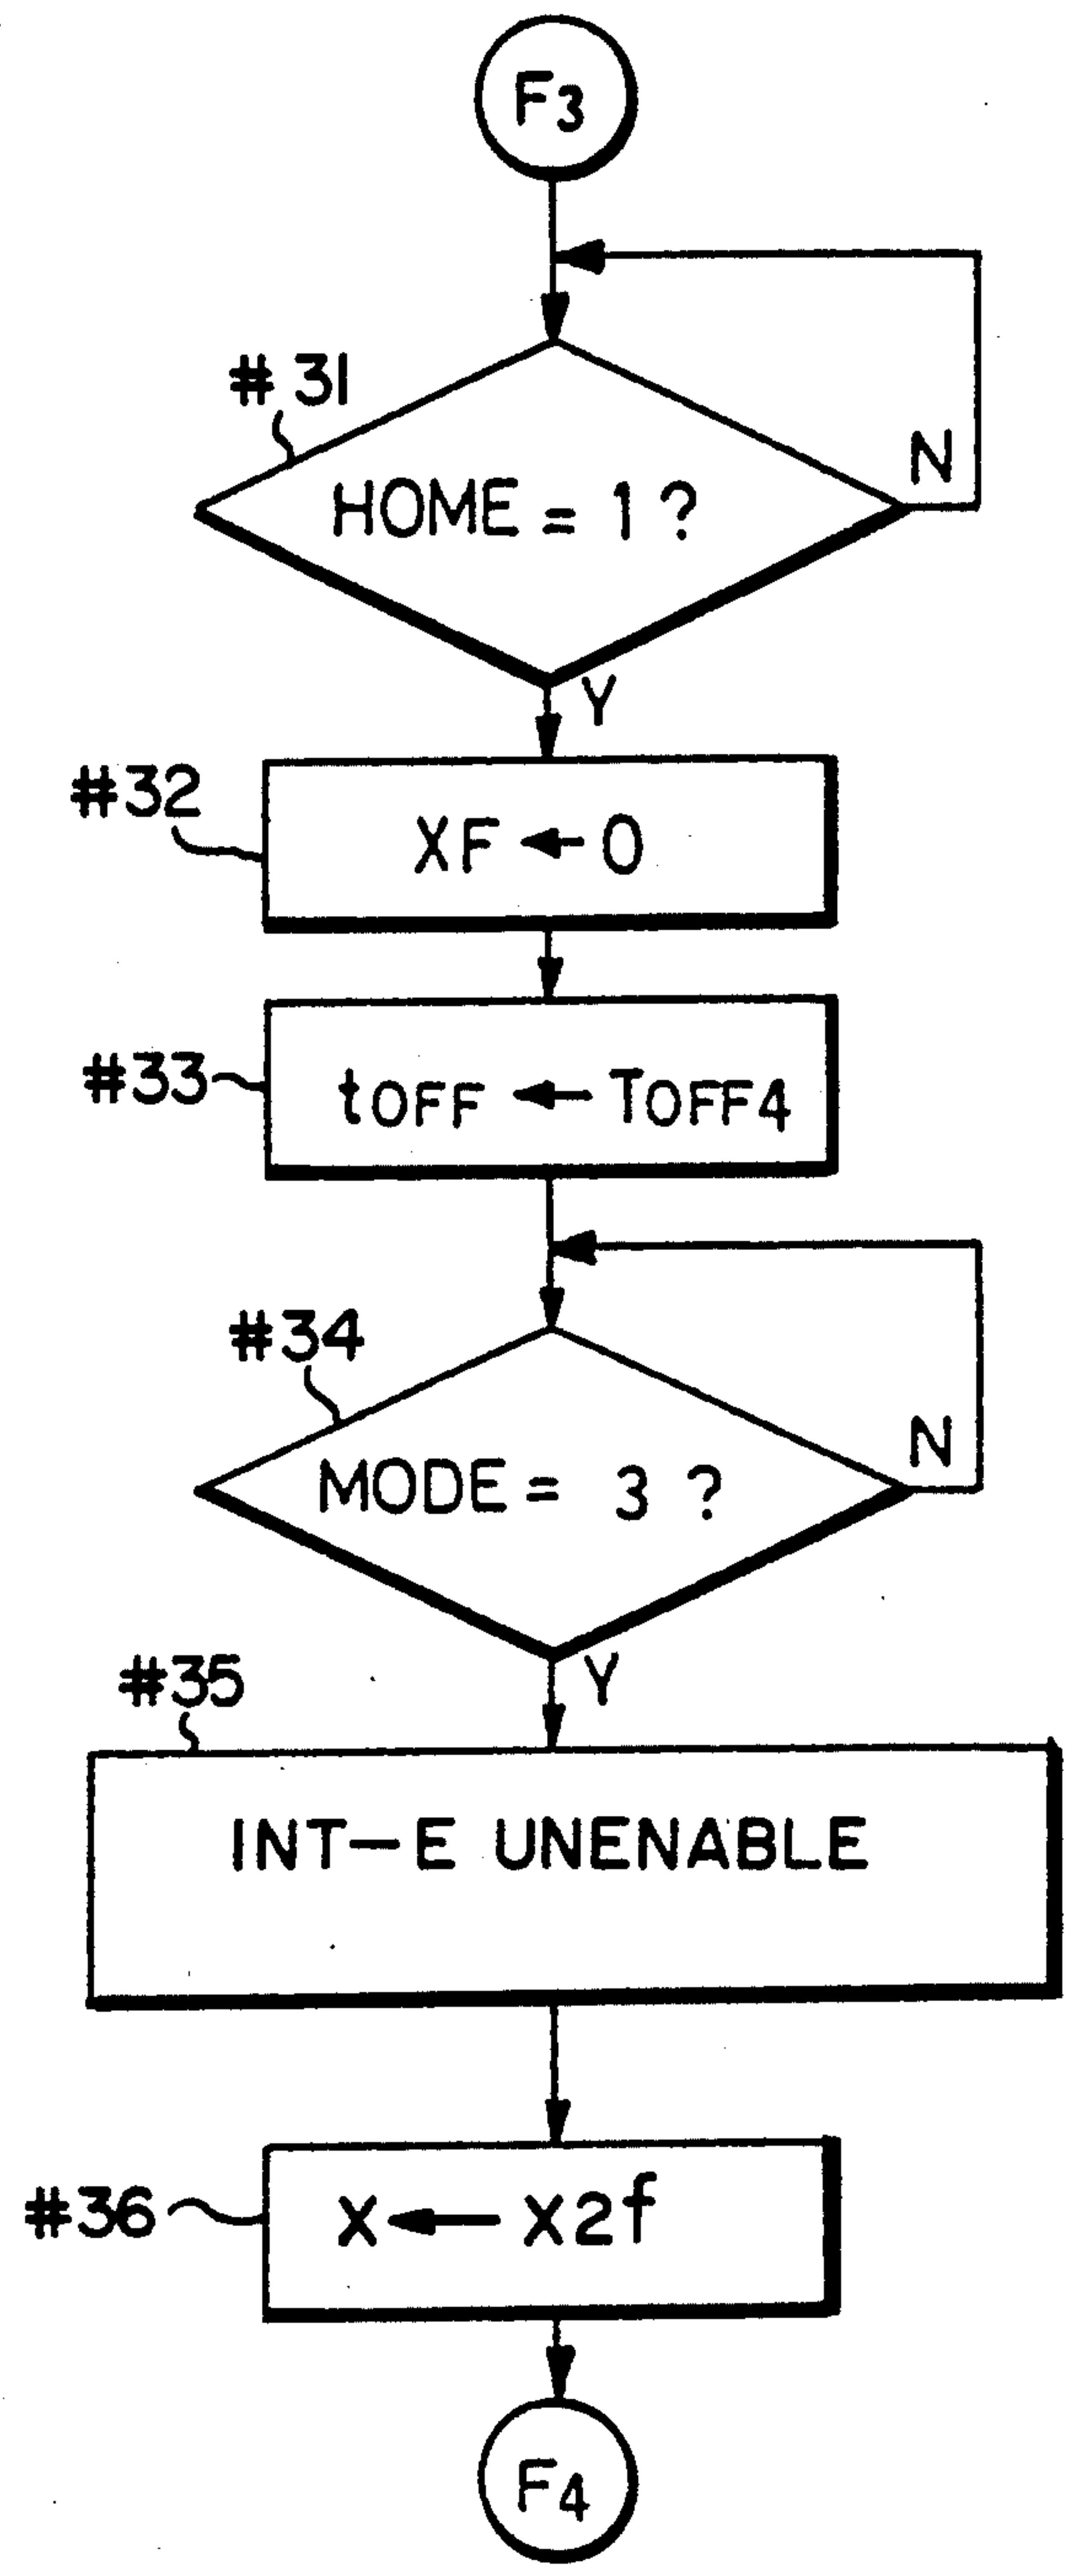 F3
#31
N
HOME = 1 ?
Y
#32
XF ← 0
#33
tOFF ← TOFF4
#34
N
MODE = 3 ?
Y
#35
INT-E UNENABLE
#36
X ← X2f
F4